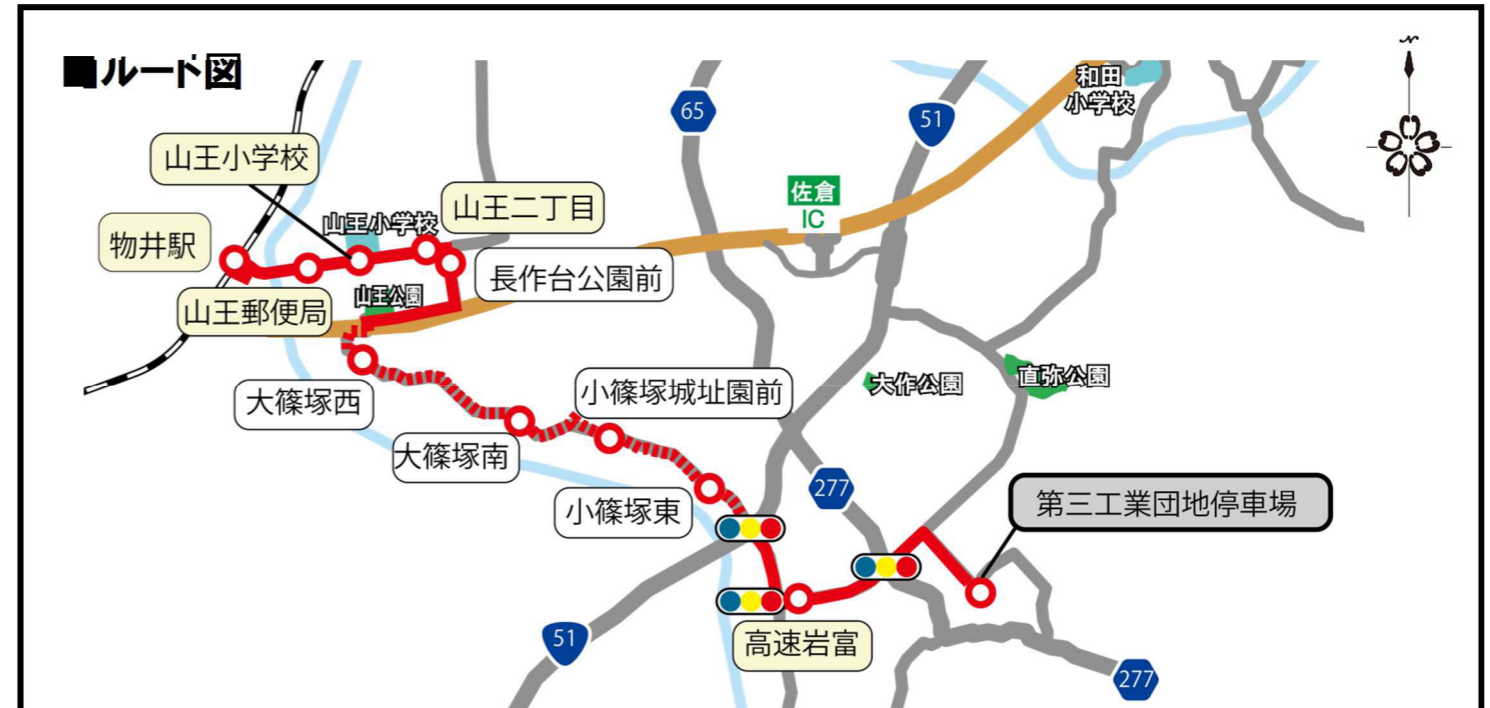 ■ルート図
N
和田
小学校
65
51
山王小学校
佐倉
IC
山王二丁目
山王小学校
物井駅
長作台公園前
山王公園
山王郵便局
小篠塚城址園前
大作公園
直弥公園
大篠塚西
大篠塚南
277
第三工業団地停車場
小篠塚東
51
高速岩富
277